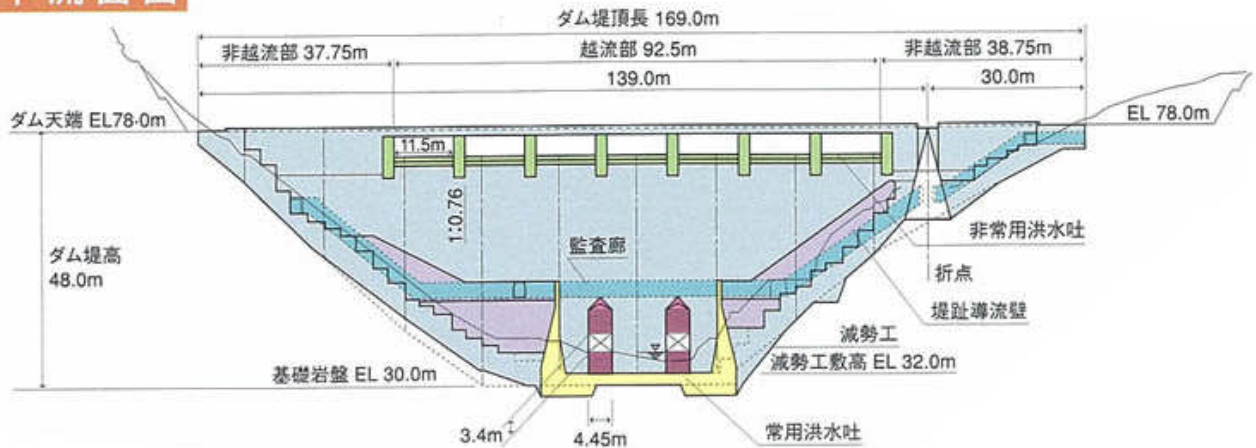 ダム堤頂長 169.0m
非越流部 37.75m
越流部 92.5m
非越流部 38.75m
139.0m
30.0m
ダム天端 EL78.0m
EL 78.0m
11.5m
1:0.76
非常用洪水吐
監査廊
ダム堤高
48.0m
折点
堤趾導流壁
減勢工
減勢工敷高 EL 32.0m
基礎岩盤 EL 30.0m
3.4m
4.45m
常用洪水吐